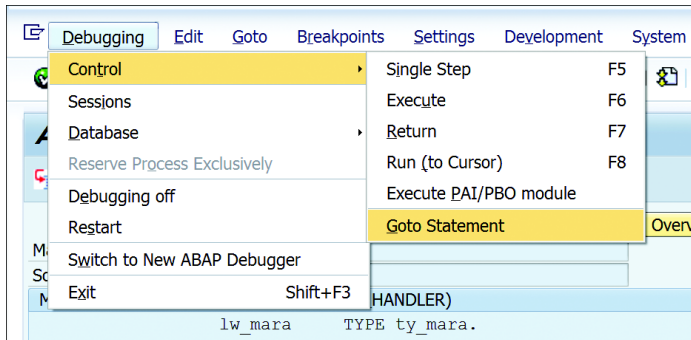 Debugging Edit Goto Breakpoints Settings Development System
Control
Sessions
Database
Reserve Process Exclusively
Debugging off
Restart
Switch to New ABAP Debugger
Exit Shift+F3
Single Step F5
Execute F6
Return F7
Run (to Cursor) F8
Execute PAI/PBO module
Goto Statement
HANDLER)
lw_mara TYPE ty_mara.